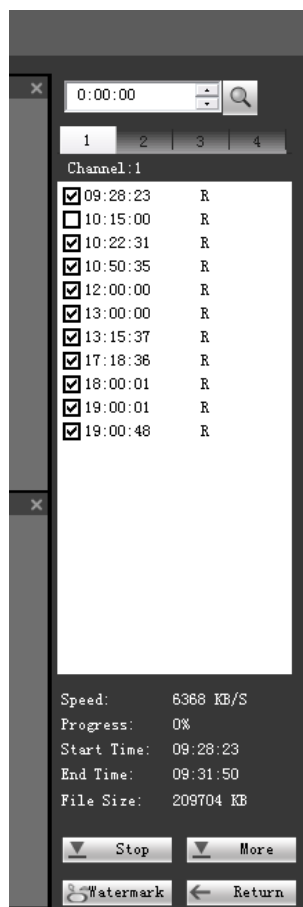 0:00:00
1 2 3 4
Channel:1
09:28:23 R
10:15:00 R
10:22:31 R
10:50:35 R
12:00:00 R
13:00:00 R
13:15:37 R
17:18:36 R
18:00:01 R
19:00:01 R
19:00:48 R
Speed: 6368 KB/S
Progress: 0%
Start Time: 09:28:23
End Time: 09:31:50
File Size: 209704 KB
Stop More
Watermark Return